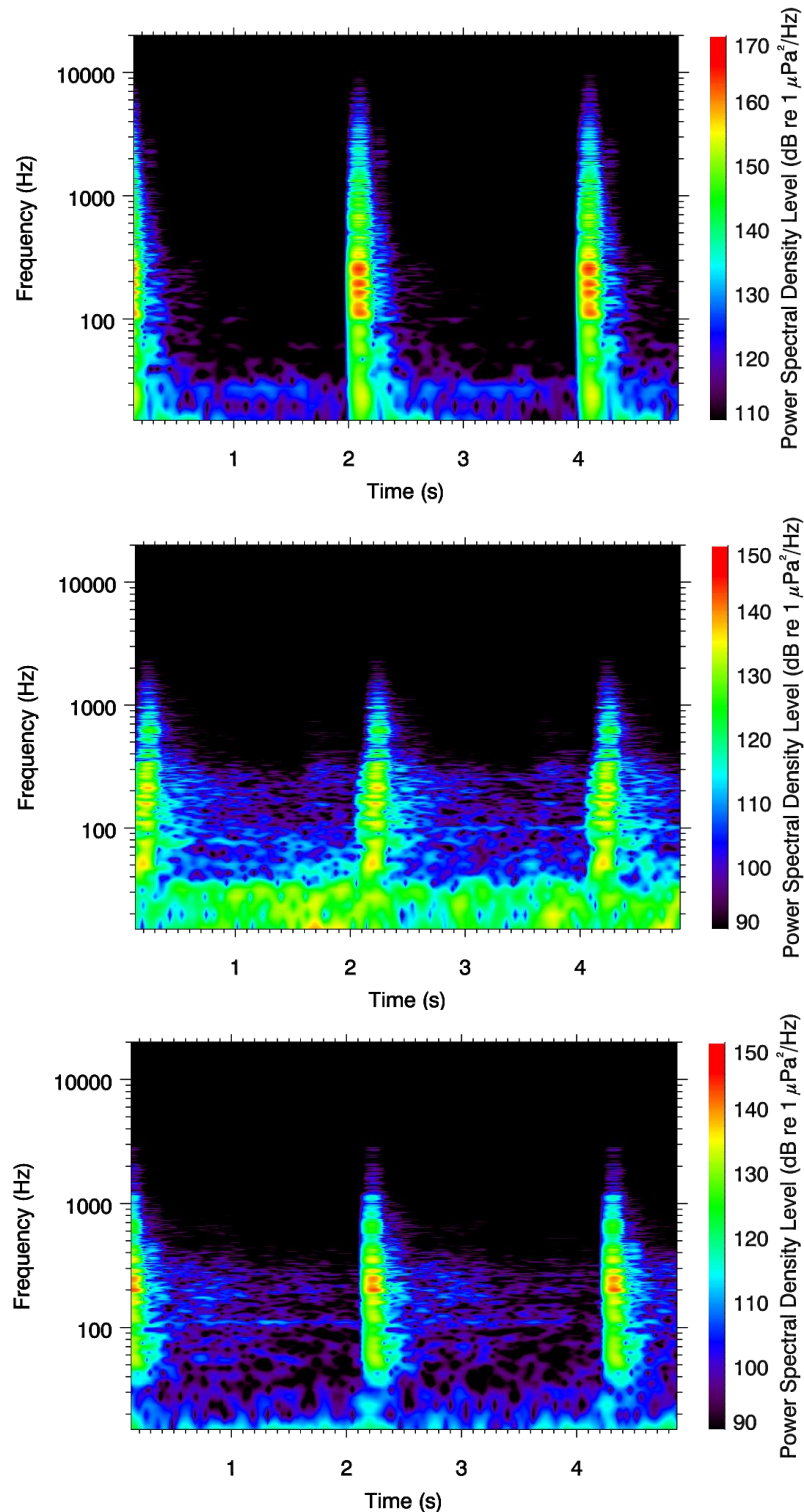 10000
1000
100
Frequency (Hz)
1 2 3 4
Time (s)
170
160
150
140
130
120
110
Power Spectral Density Level (dB re 1 μPa²/Hz)
10000
1000
100
Frequency (Hz)
1 2 3 4
Time (s)
150
140
130
120
110
100
90
Power Spectral Density Level (dB re 1 μPa²/Hz)
10000
1000
100
Frequency (Hz)
1 2 3 4
Time (s)
150
140
130
120
110
100
90
Power Spectral Density Level (dB re 1 μPa²/Hz)